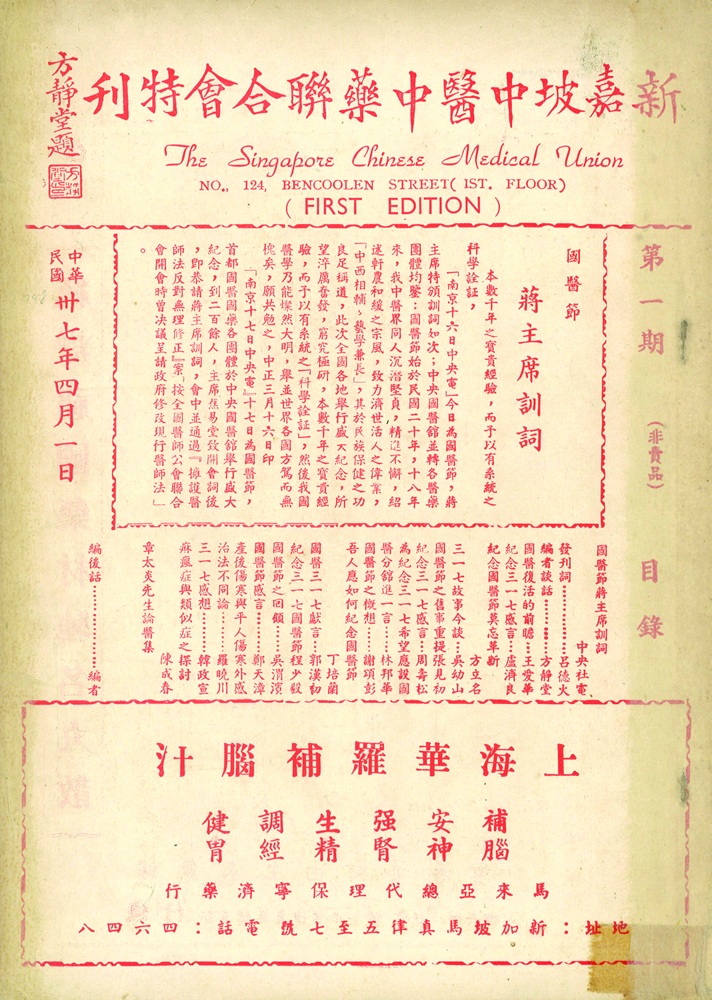 新嘉坡中醫中藥聯合會特刊
方靜堂題
The Singapore Chinese Medical Union
NO., 124, BENCOOLEN STREET( IST. FLOOR)
( FIRST EDITION )
第一期
(非賣品)
目錄
國醫節
蔣主席訓詞
本數千年之寶貴經驗，而予以有系統之
科學詮証，
「南京十六日中央電」今日為國醫節，蔣
主席特頒訓詞如次：中央國醫館並轉各醫藥
團體均鑒：國醫節始於民國二十年，十八年
來，我中醫界同人沉潛堅貞，精進不懈，紹
述軒農和緩之宗風，致力濟世活人之偉業，
「中西相輔、藝學兼長」，其於民族保健之功
良足稱道，此次全國各地舉行盛大紀念，所
望淬厲奮發，窮究極研，本數千年之寶貴經
驗，而予以有系統之「科學詮証」，然後我國
醫學乃能燦然大明，舉並世界各國方駕而無
愧矣，願共勉之，中正三月十六日印
「南京十七日中央電」十七日為國醫節，
首都國醫國藥各團體於中央國醫館舉行盛大
紀念，到二百餘人，主席焦易堂致開會詞後
，即恭請蔣主席訓詞，會中並通過『擁護醫
師法反對無理修正』案，按全國醫師公會聯合
會開會時曾决議呈請政府修改現行醫師法」
。
中華
民國
卅七年四月一日
國醫節蔣主席訓詞
中央社電
發刊詞…………呂德火
編者談話………方靜堂
國醫復活的前瞻…王愛華
紀念三一七感言…盧濟良
紀念國醫節莫忘革新
方立名
三一七故事今談…吳幼山
國醫節之舊事重提張見初
紀念三一七感言…周壽松
為紀念三一七希望應設國
醫分館進一言…林邦華
國醫節之慨想…謝項彭
吾人應如何紀念國醫節
丁培蘭
國醫三一七獻言…郭漢初
紀念三一七國醫節程少毅
國醫節之回顧…吳渭漢
國醫節感言……鄭天漳
產後傷寒與平人傷寒外感
治法不同論……羅曉川
三一七感想……韓政宣
麻瘋症與類似症之探討
陳成春
章太炎先生論醫集
編後話……………編者
上海華羅補腦汁
補腦
安神
强腎
生精
調經
健胃
馬來亞總代理保寧濟藥行
地址：新加坡馬真律五至七號 電話：四六四八